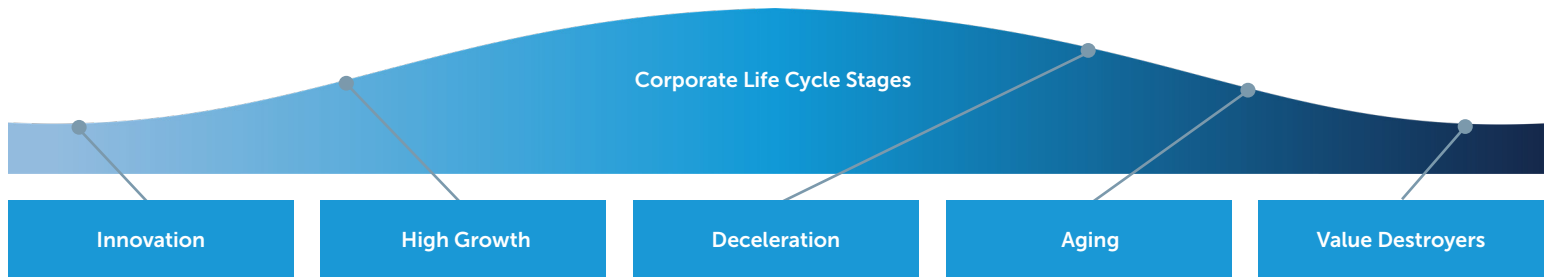 Corporate Life Cycle Stages
Innovation
High Growth
Deceleration
Aging
Value Destroyers